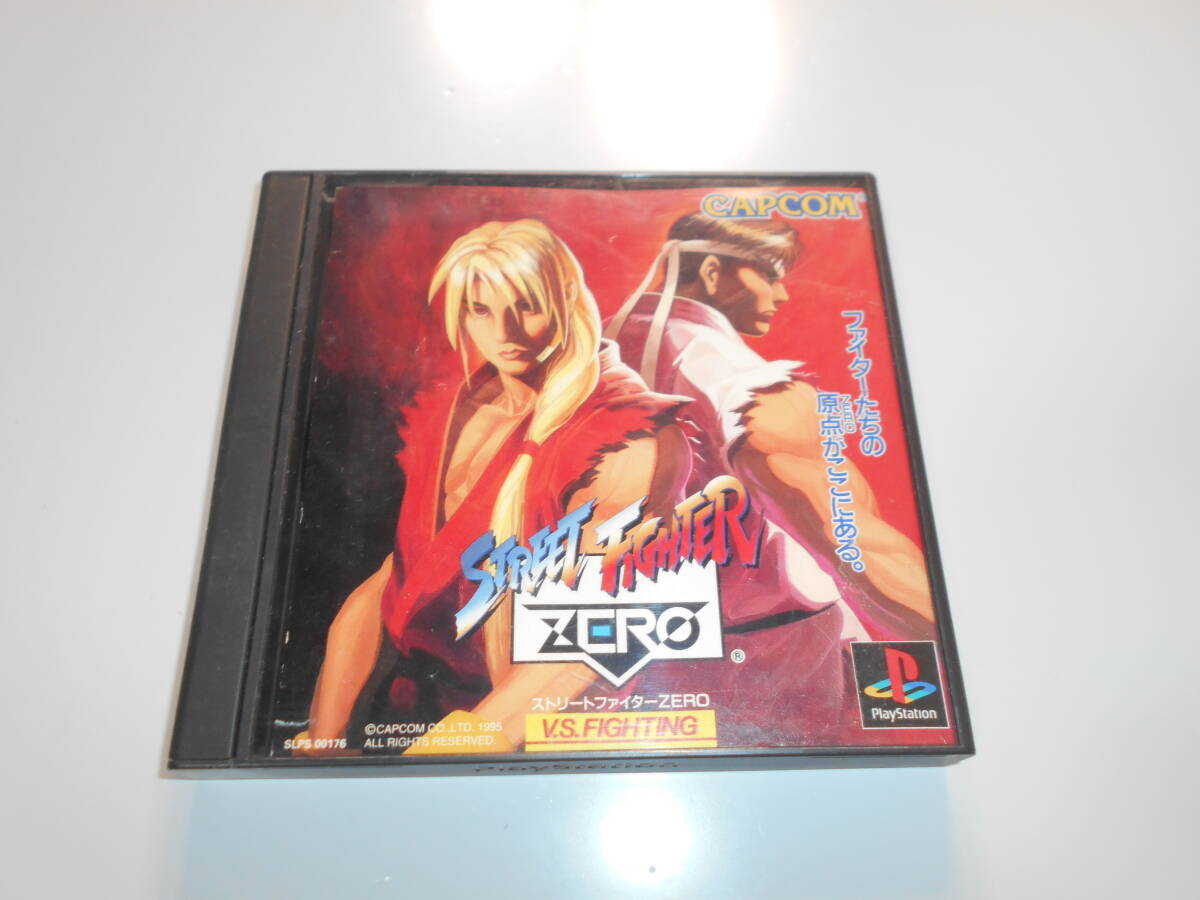 CAPCOM
ファイターたちの
ZERO
原点がここにある。
STREET FIGHTER
ZERO
®
ストリートファイターZERO
V.S. FIGHTING
©CAPCOM CO., LTD. 1995
ALL RIGHTS RESERVED.
SLPS 00176
PlayStation
PlayStation